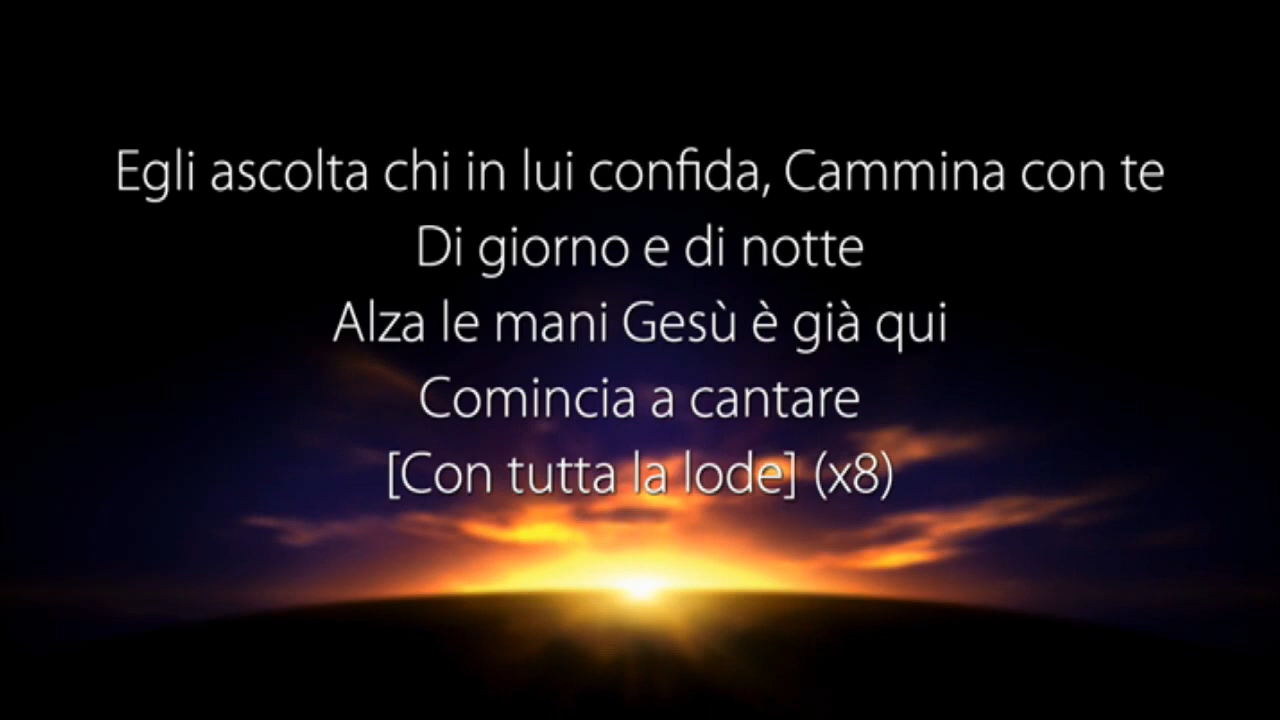 Egli ascolta chi in lui confida, Cammina con te
Di giorno e di notte
Alza le mani Gesù è già qui
Comincia a cantare
[Con tutta la lode] (x8)